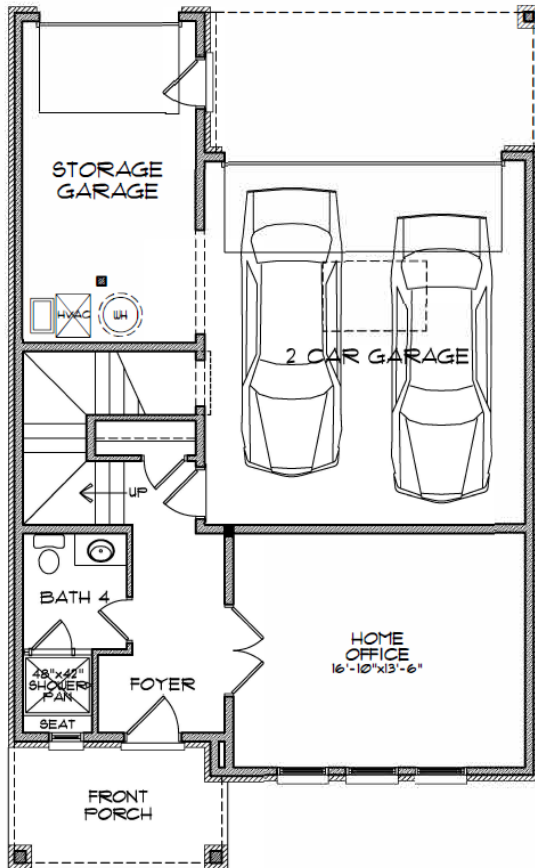 STORAGE
GARAGE
HVAC
WH
2 CAR GARAGE
UP
BATH 4
48"x42"
SHOWER
PAN
SEAT
FOYER
HOME
OFFICE
16'-10"x13'-6"
FRONT
PORCH